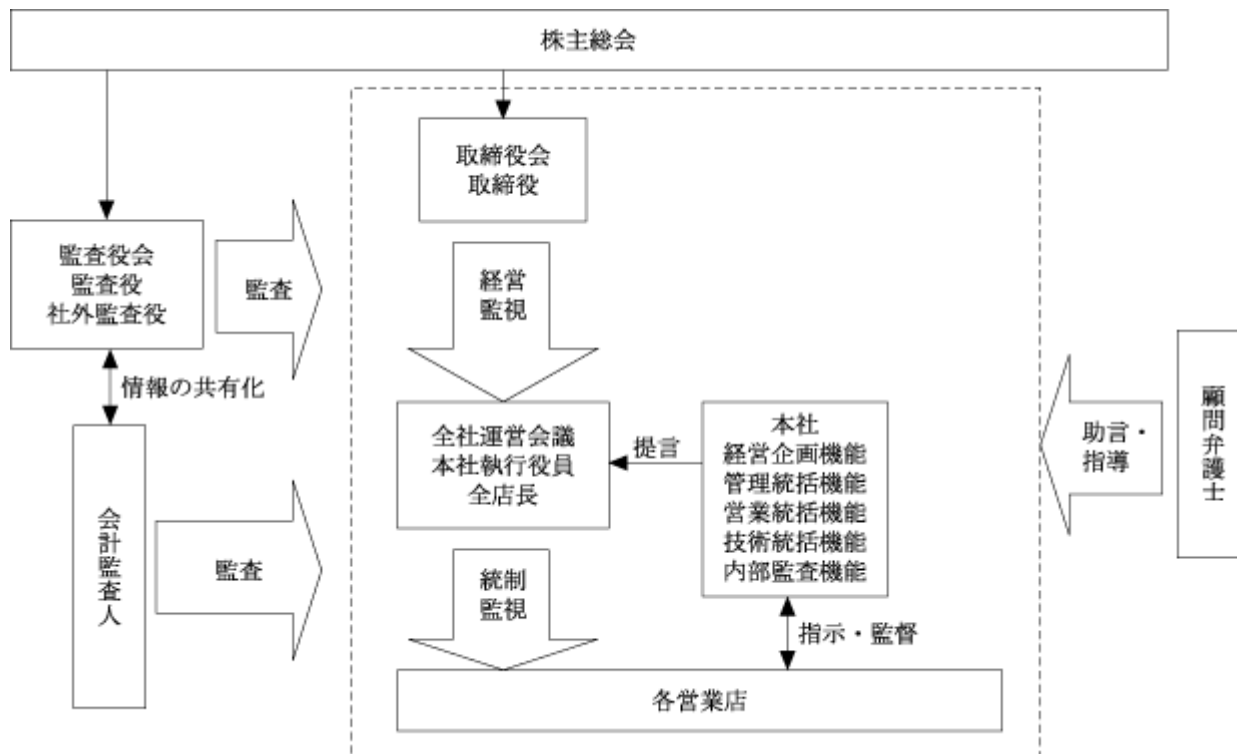 株主総会
取締役会
取締役
監査役会
監査役
社外監査役
監査
経営
監視
情報の共有化
全社運営会議
本社執行役員
全店長
提言
本社
経営企画機能
管理統括機能
営業統括機能
技術統括機能
内部監査機能
助言・
指導
顧問弁護士
会計監査人
監査
統制
監視
指示・監督
各営業店